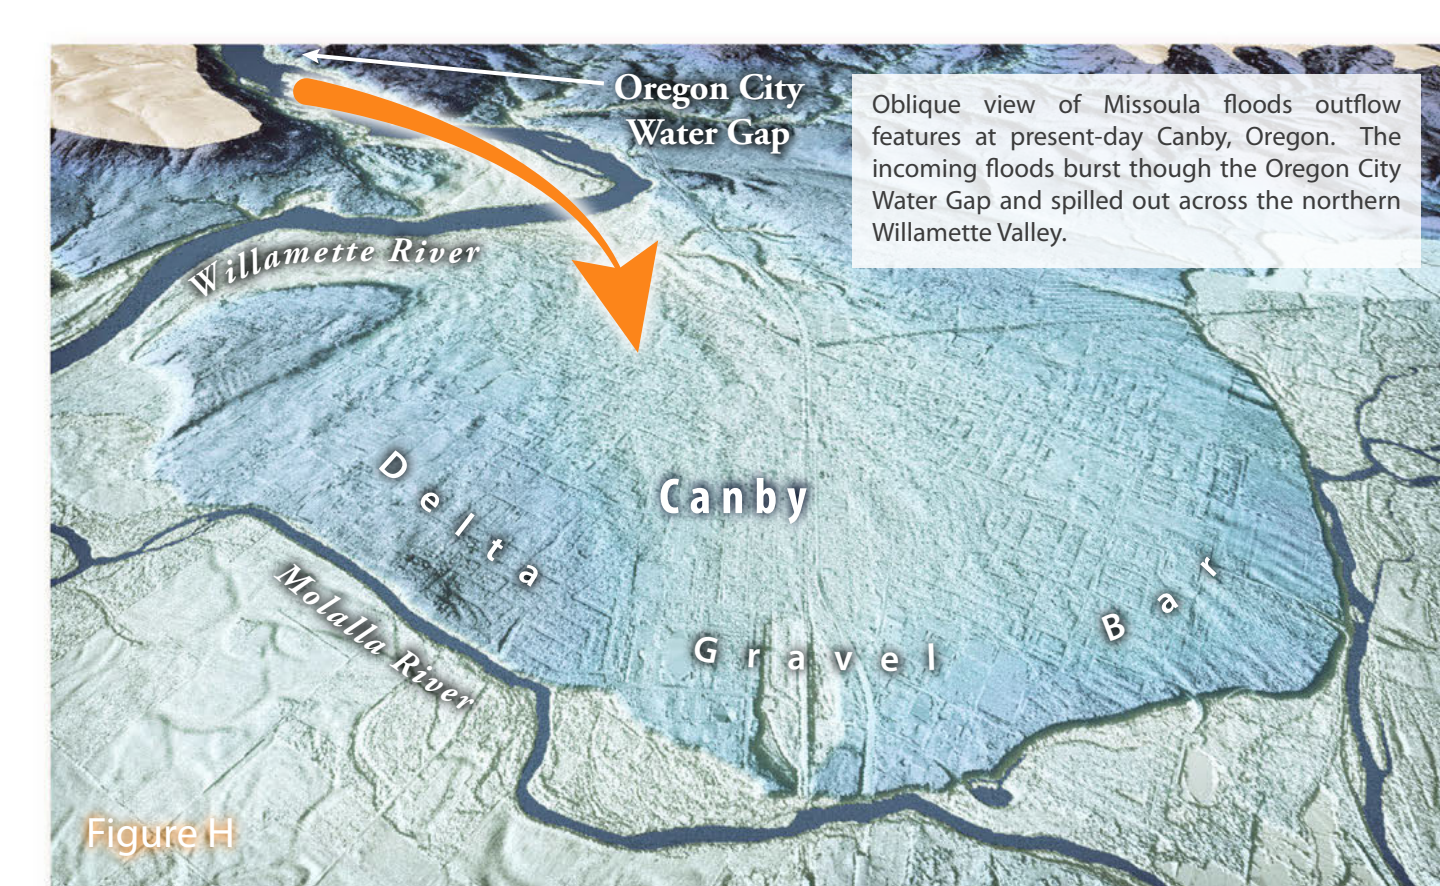 Oregon City
Water Gap
Oblique view of Missoula floods outflow
features at present-day Canby, Oregon. The
incoming floods burst though the Oregon City
Water Gap and spilled out across the northern
Willamette Valley.
Willamette River
Canby
Delta
Gravel
Bar
Molalla River
Figure H